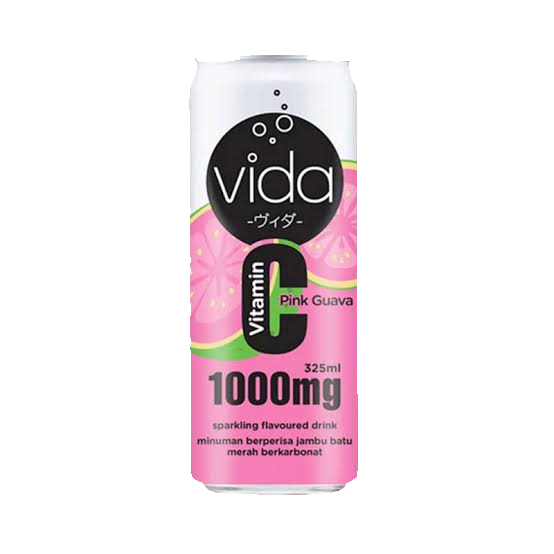 vida
-ヴィダ-
Vitamin C
Pink Guava
325ml
1000mg
sparkling flavoured drink
minuman berperisa jambu batu
merah berkarbonat